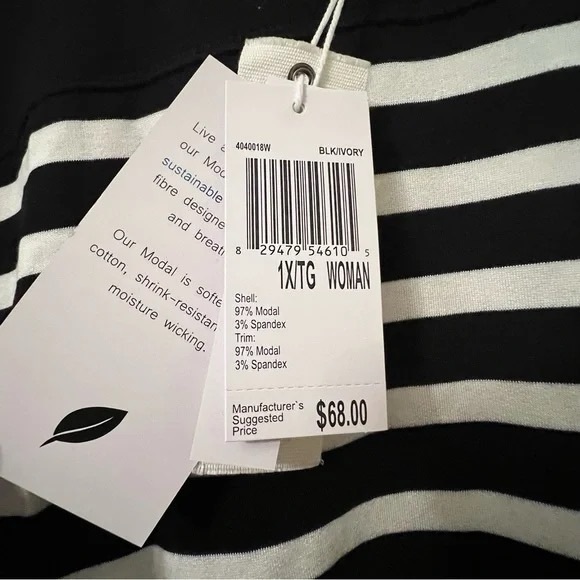 Live a
our Mod
sustainable
fibre designe
and breat
Our Modal is softe
cotton, shrink-resistan
moisture wicking.
4040018W BLK/IVORY
8 29479 54610 5
1X/TG WOMAN
Shell:
97% Modal
3% Spandex
Trim:
97% Modal
3% Spandex
Manufacturer`s
Suggested
Price
$68.00